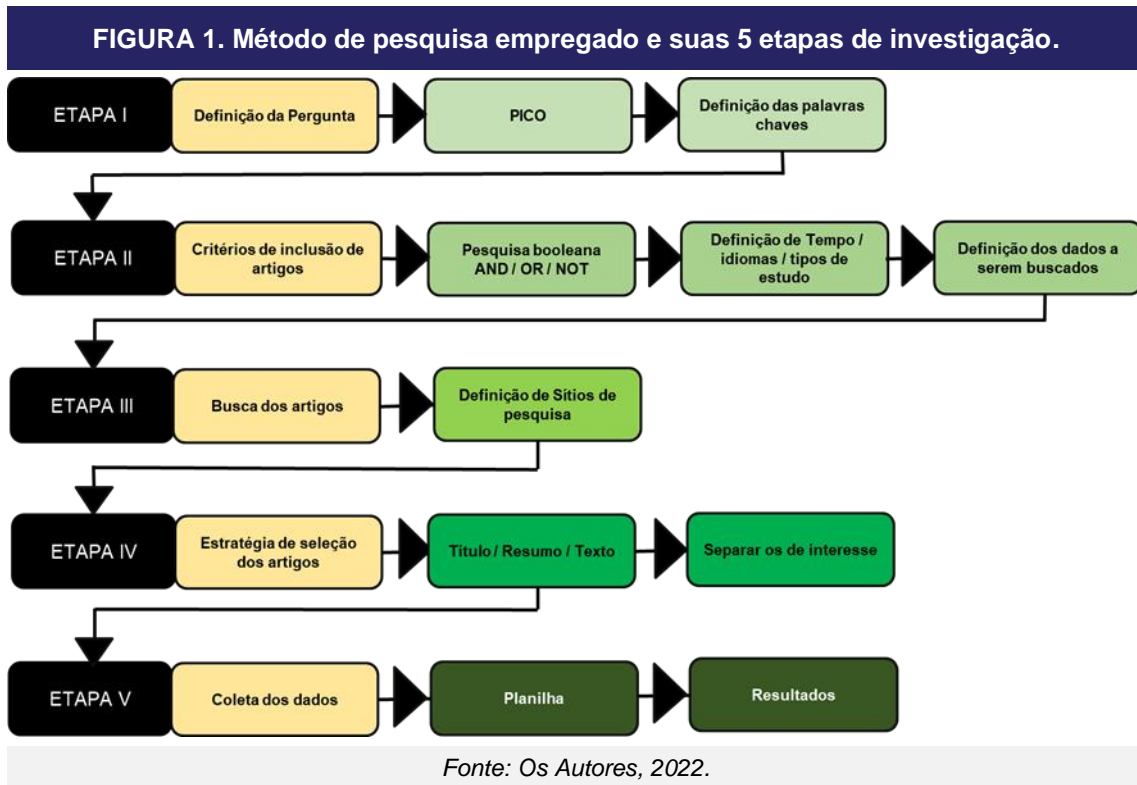 FIGURA 1. Método de pesquisa empregado e suas 5 etapas de investigação.
ETAPA I
Definição da Pergunta
PICO
Definição das palavras
chaves
ETAPA II
Critérios de inclusão de
artigos
Pesquisa booleana
AND / OR / NOT
Definição de Tempo /
idiomas / tipos de
estudo
Definição dos dados a
serem buscados
ETAPA III
Busca dos artigos
Definição de Sítios de
pesquisa
ETAPA IV
Estratégia de seleção
dos artigos
Título / Resumo / Texto
Separar os de interesse
ETAPA V
Coleta dos dados
Planilha
Resultados
Fonte: Os Autores, 2022.